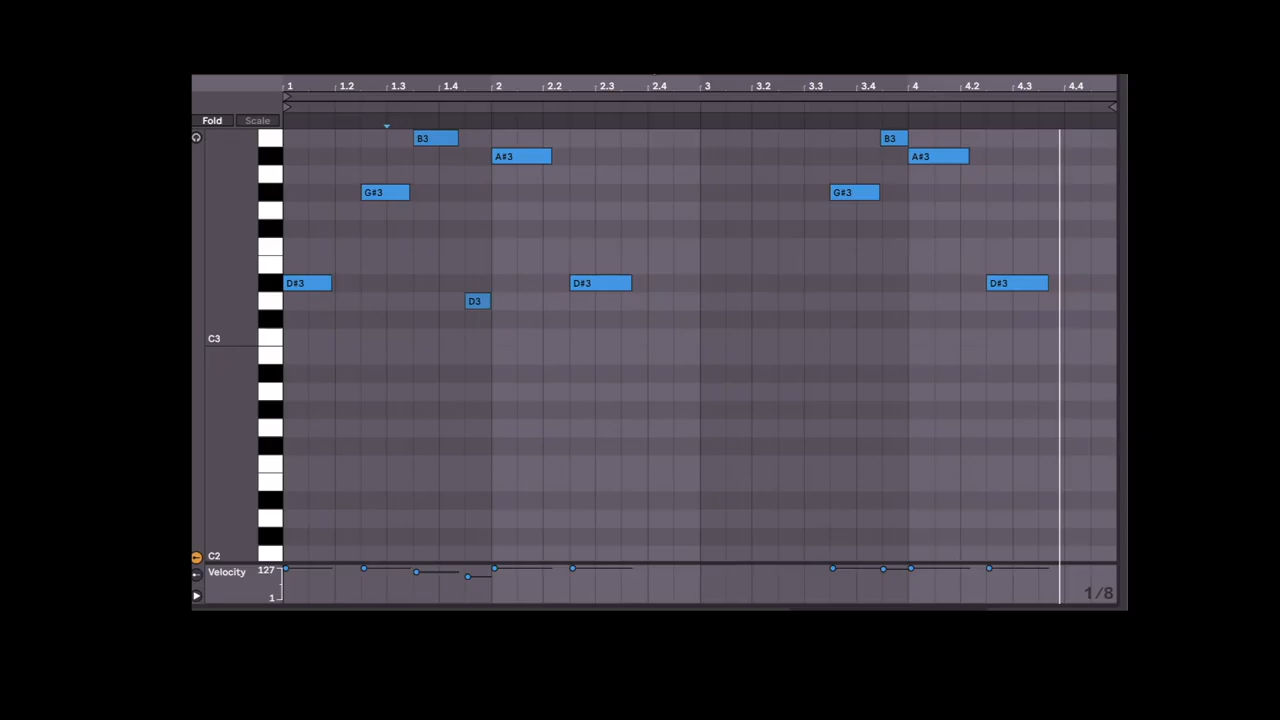 1 1.2 1.3 1.4 2 2.2 2.3 2.4 3 3.2 3.3 3.4 4 4.2 4.3 4.4
Fold Scale
B3 B3
A#3 A#3
G#3 G#3
D#3 D#3 D#3
D3
C3
C2
Velocity 127
1
1/8